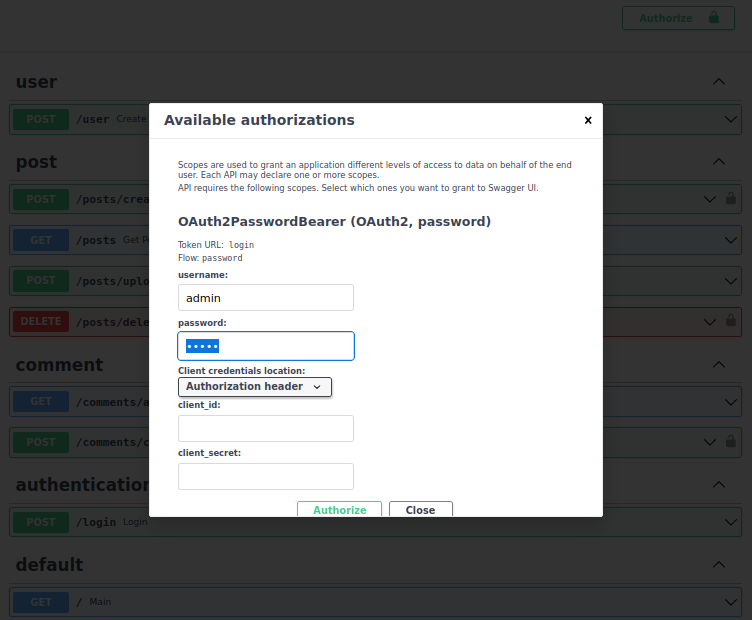 Authorize
user
POST /user Create
post
POST /posts/crea
GET /posts Get P
POST /posts/uplo
DELETE /posts/dele
comment
GET /comments/a
POST /comments/c
authentication
POST /login Login
default
GET / Main
Available authorizations
x
Scopes are used to grant an application different levels of access to data on behalf of the end
user. Each API may declare one or more scopes.
API requires the following scopes. Select which ones you want to grant to Swagger UI.
OAuth2PasswordBearer (OAuth2, password)
Token URL: login
Flow: password
username:
admin
password:
•••••
Client credentials location:
Authorization header
client_id:
client_secret:
Authorize Close